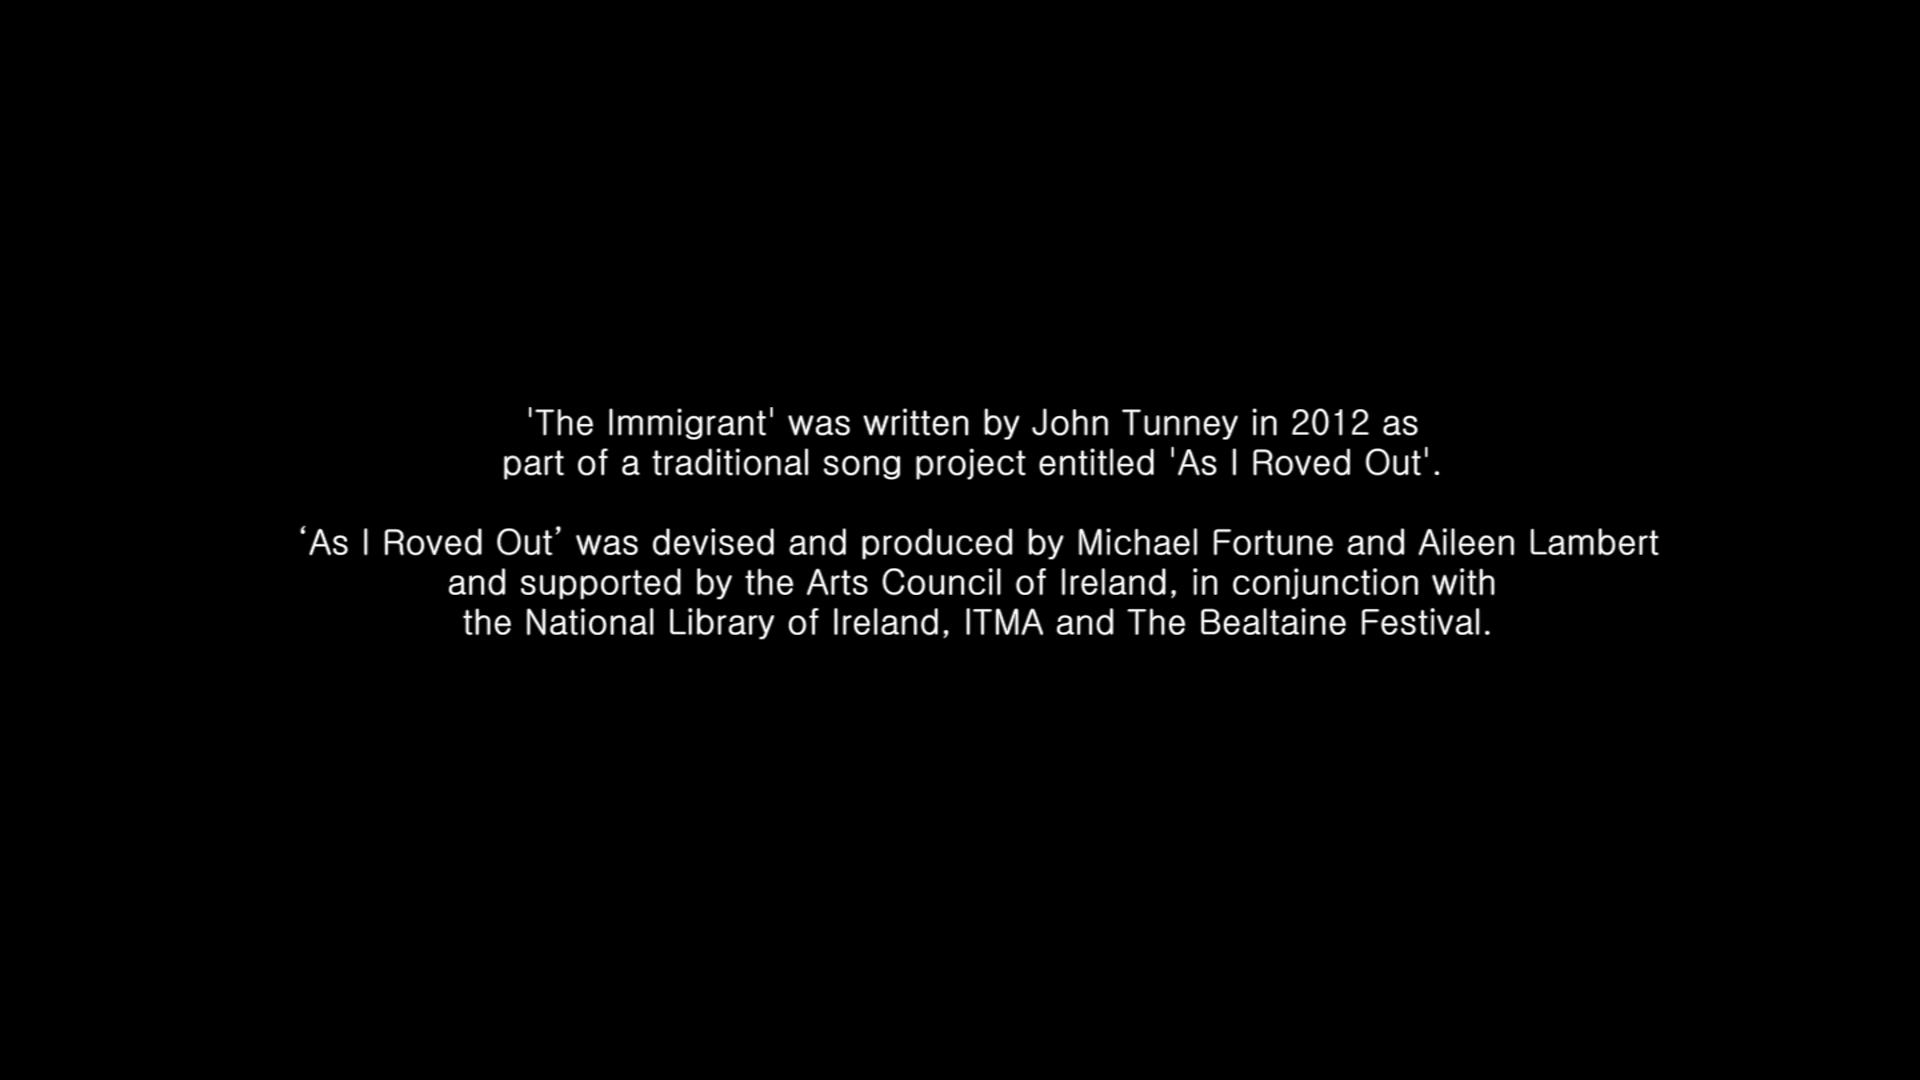 'The Immigrant' was written by John Tunney in 2012 as
part of a traditional song project entitled 'As I Roved Out'.
‘As I Roved Out’ was devised and produced by Michael Fortune and Aileen Lambert
and supported by the Arts Council of Ireland, in conjunction with
the National Library of Ireland, ITMA and The Bealtaine Festival.